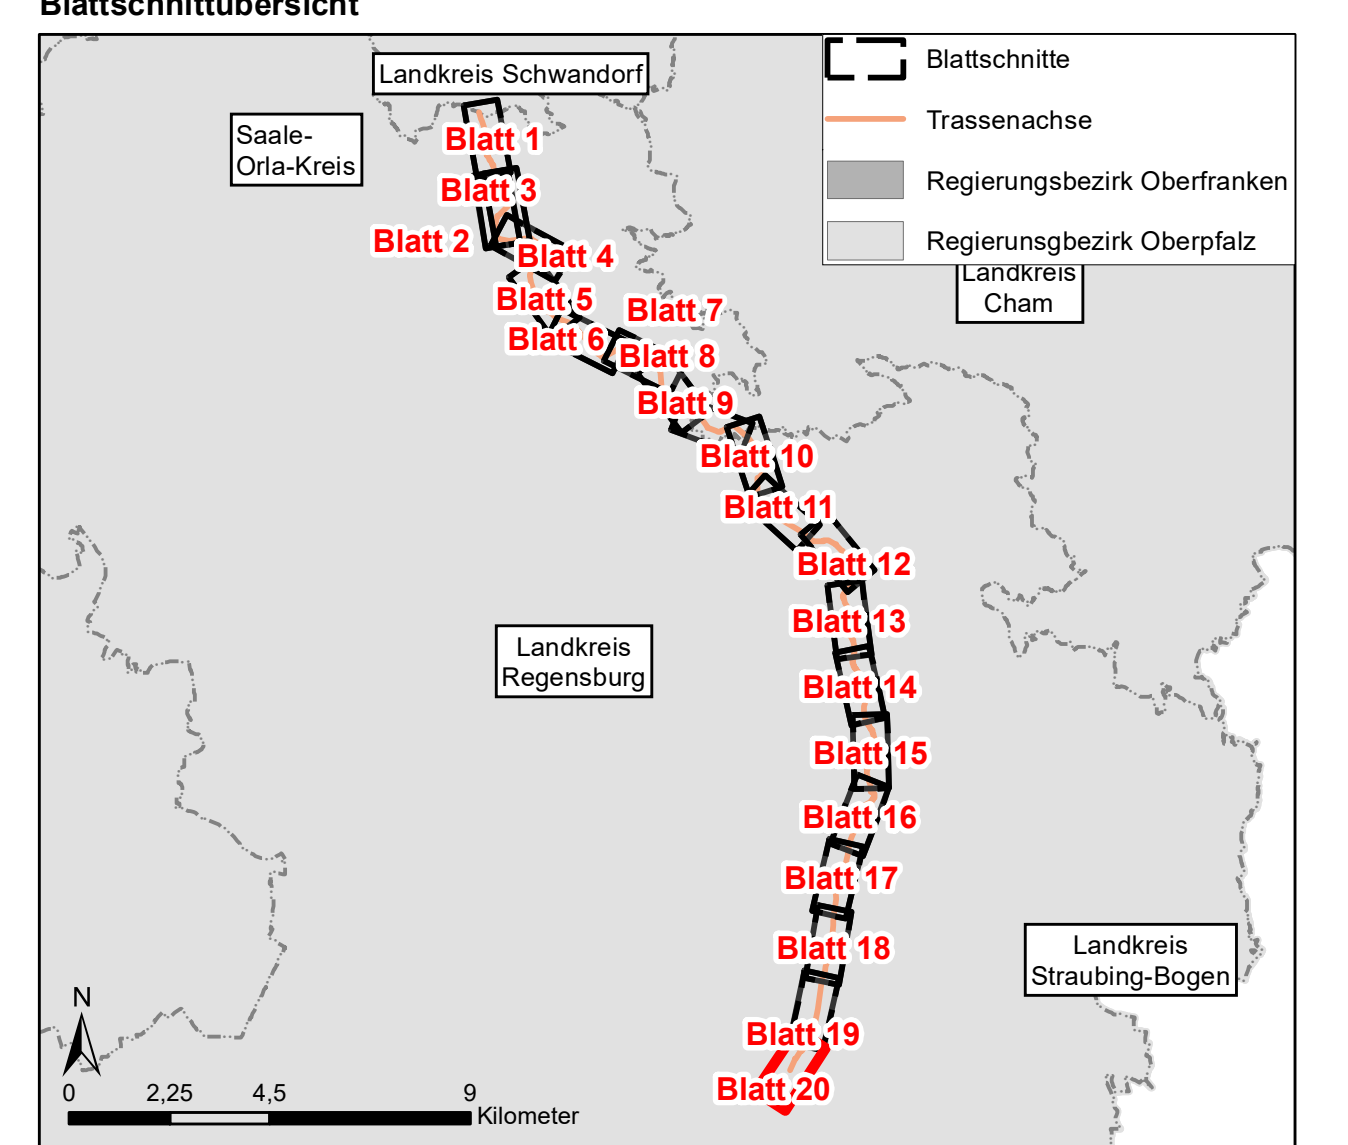 Blattschnittübersicht
Landkreis Schwandorf
Saale-
Orla-Kreis
Blattschnitte
Trassenachse
Regierungsbezirk Oberfranken
Regierunsgbezirk Oberpfalz
Landkreis
Cham
Blatt 1
Blatt 3
Blatt 2
Blatt 4
Blatt 5
Blatt 7
Blatt 6
Blatt 8
Blatt 9
Blatt 10
Blatt 11
Blatt 12
Blatt 13
Landkreis
Regensburg
Blatt 14
Blatt 15
Blatt 16
Blatt 17
Blatt 18
Landkreis
Straubing-Bogen
Blatt 19
Blatt 20
N
0 2,25 4,5 9
Kilometer